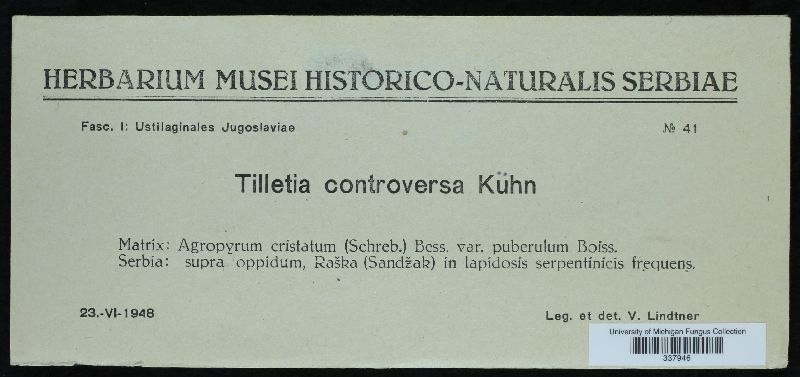 HERBARIUM MUSEI HISTORICO-NATURALIS SERBIAE
Fasc. I: Ustilaginales Jugoslaviae № 41
Tilletia controversa Kühn
Matrix: Agropyrum cristatum (Schreb.) Bess. var. puberulum Boiss.
Serbia: supra oppidum, Raška (Sandžak) in lapidosis serpentinicis frequens.
23.-VI-1948 Leg. et det. V. Lindtner
University of Michigan Fungus Collection
337946